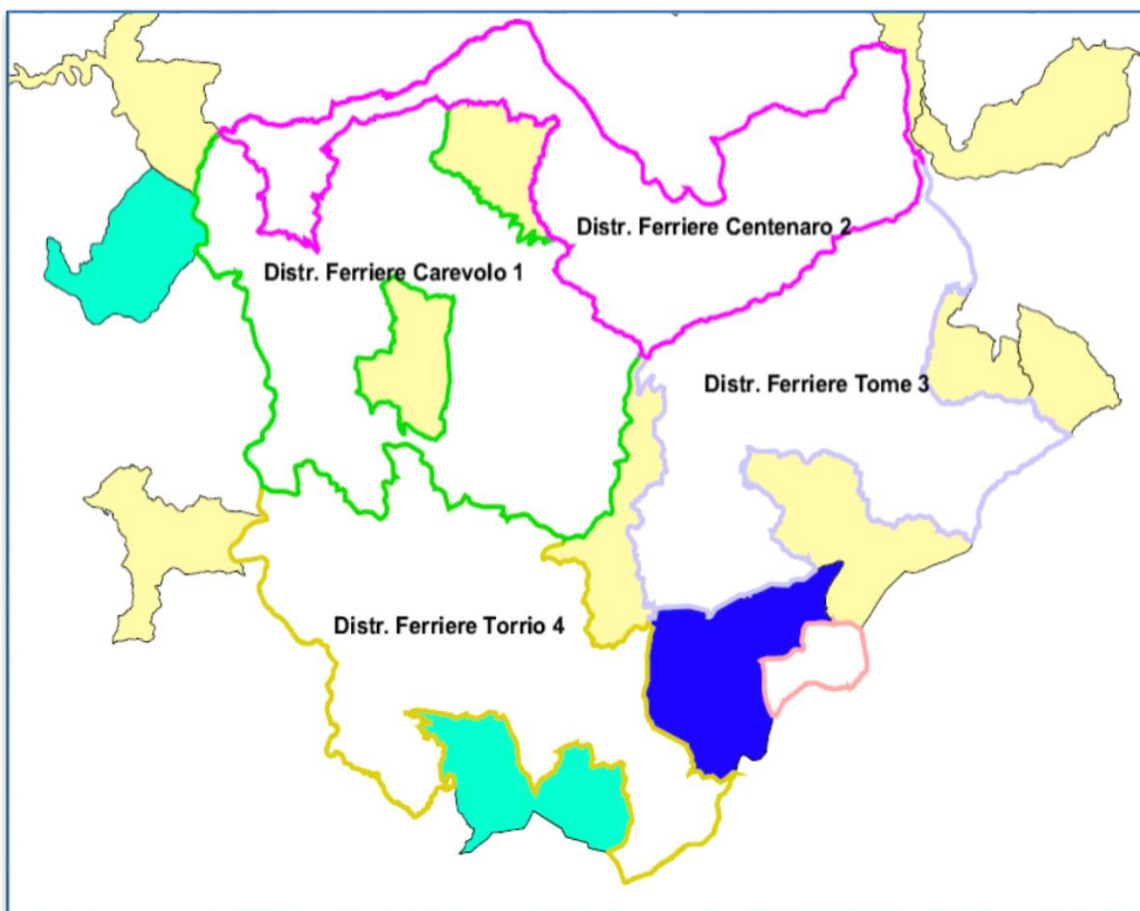 Distr. Ferriere Centenaro 2
Distr. Ferriere Carevolo 1
Distr. Ferriere Tome 3
Distr. Ferriere Torrio 4